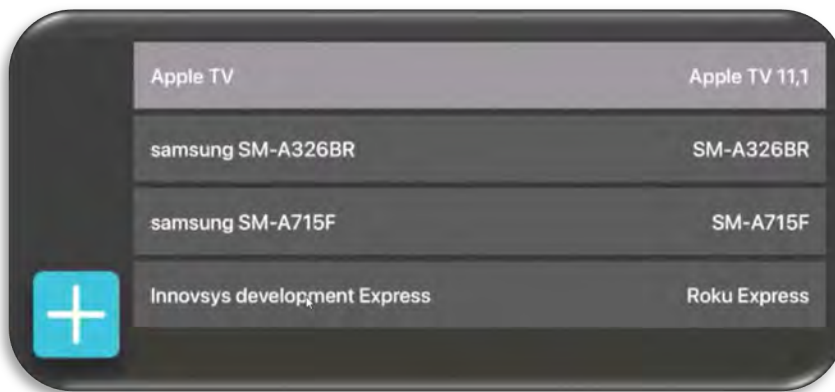 Apple TV Apple TV 11,1
samsung SM-A326BR SM-A326BR
samsung SM-A715F SM-A715F
Innovsys development Express Roku Express